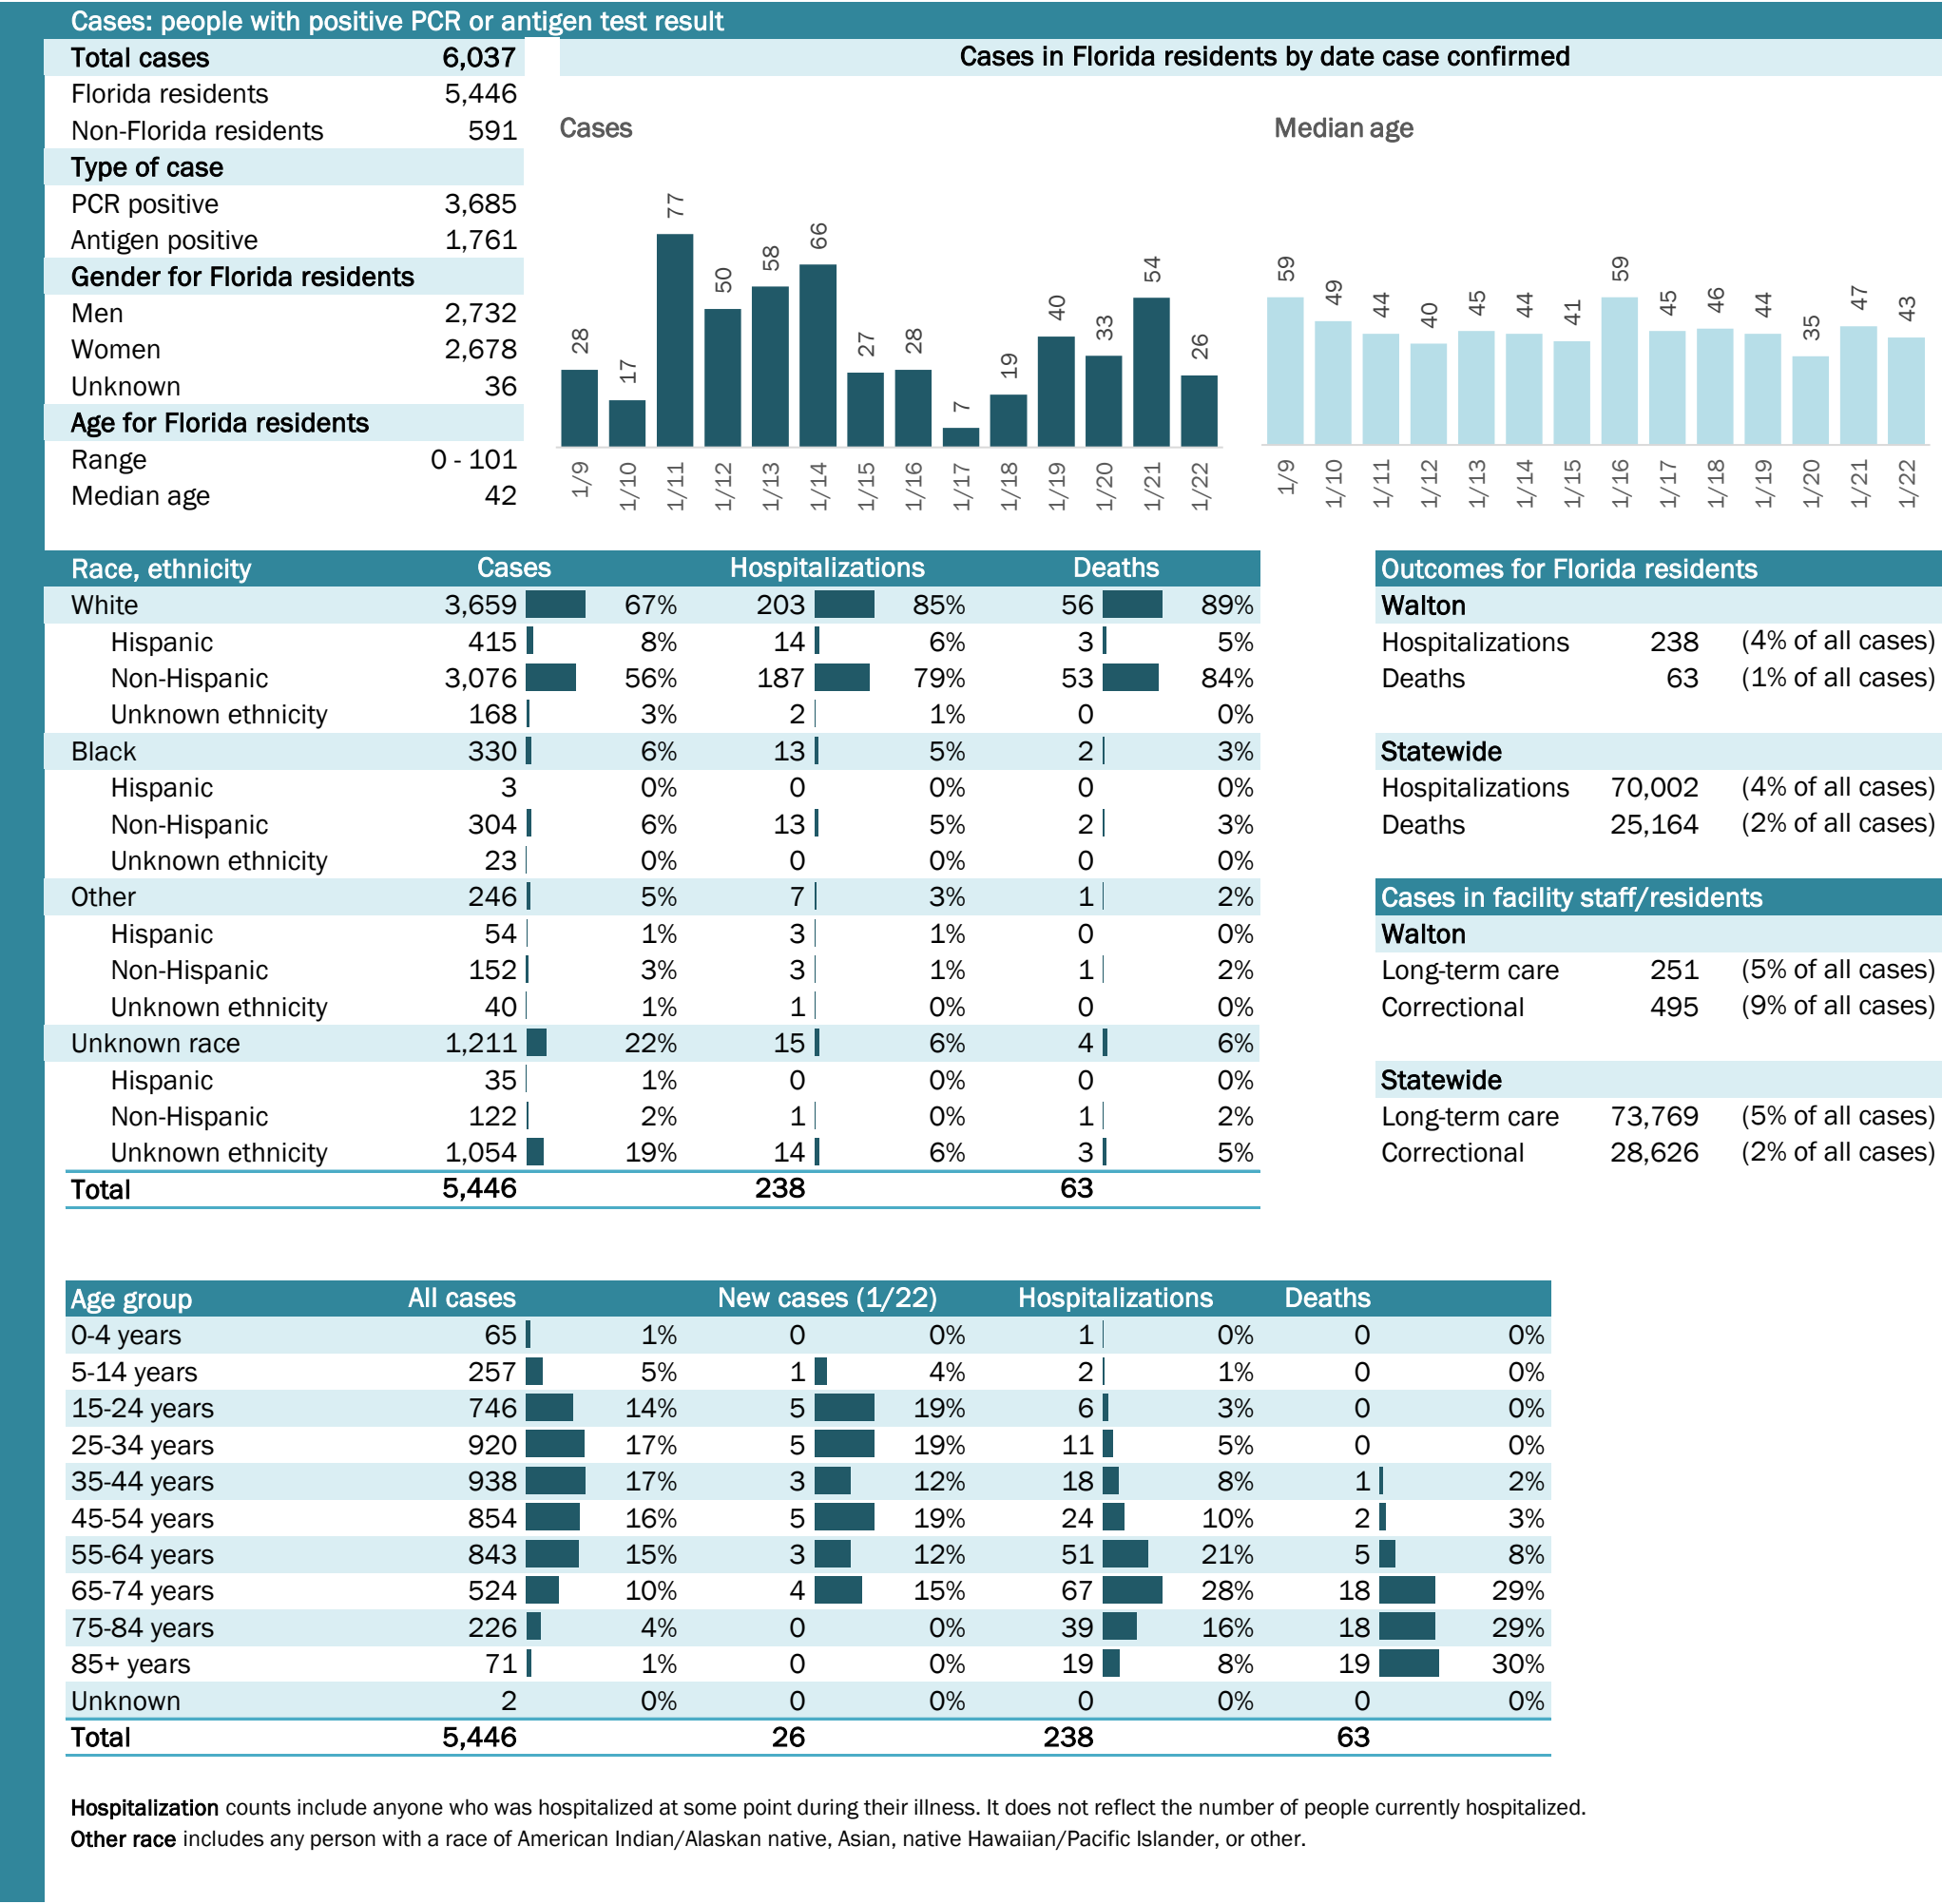 Cases: people with positive PCR or antigen test result
Total cases 6,037
Florida residents 5,446
Non-Florida residents 591
Type of case
PCR positive 3,685
Antigen positive 1,761
Gender for Florida residents
Men 2,732
Women 2,678
Unknown 36
Age for Florida residents
Range 0 - 101
Median age 42
Cases in Florida residents by date case confirmed
Cases
28 17 77 50 58 66 27 28 7 19 40 33 54 26
1/9 1/10 1/11 1/12 1/13 1/14 1/15 1/16 1/17 1/18 1/19 1/20 1/21 1/22
Median age
59 49 44 40 45 44 41 59 45 46 44 35 47 43
1/9 1/10 1/11 1/12 1/13 1/14 1/15 1/16 1/17 1/18 1/19 1/20 1/21 1/22
Race, ethnicity Cases Hospitalizations Deaths
White 3,659 67% 203 85% 56 89%
Hispanic 415 8% 14 6% 3 5%
Non-Hispanic 3,076 56% 187 79% 53 84%
Unknown ethnicity 168 3% 2 1% 0 0%
Black 330 6% 13 5% 2 3%
Hispanic 3 0% 0 0% 0 0%
Non-Hispanic 304 6% 13 5% 2 3%
Unknown ethnicity 23 0% 0 0% 0 0%
Other 246 5% 7 3% 1 2%
Hispanic 54 1% 3 1% 0 0%
Non-Hispanic 152 3% 3 1% 1 2%
Unknown ethnicity 40 1% 1 0% 0 0%
Unknown race 1,211 22% 15 6% 4 6%
Hispanic 35 1% 0 0% 0 0%
Non-Hispanic 122 2% 1 0% 1 2%
Unknown ethnicity 1,054 19% 14 6% 3 5%
Total 5,446 238 63
Outcomes for Florida residents
Walton
Hospitalizations 238 (4% of all cases)
Deaths 63 (1% of all cases)
Statewide
Hospitalizations 70,002 (4% of all cases)
Deaths 25,164 (2% of all cases)
Cases in facility staff/residents
Walton
Long-term care 251 (5% of all cases)
Correctional 495 (9% of all cases)
Statewide
Long-term care 73,769 (5% of all cases)
Correctional 28,626 (2% of all cases)
Age group All cases New cases (1/22) Hospitalizations Deaths
0-4 years 65 1% 0 0% 1 0% 0 0%
5-14 years 257 5% 1 4% 2 1% 0 0%
15-24 years 746 14% 5 19% 6 3% 0 0%
25-34 years 920 17% 5 19% 11 5% 0 0%
35-44 years 938 17% 3 12% 18 8% 1 2%
45-54 years 854 16% 5 19% 24 10% 2 3%
55-64 years 843 15% 3 12% 51 21% 5 8%
65-74 years 524 10% 4 15% 67 28% 18 29%
75-84 years 226 4% 0 0% 39 16% 18 29%
85+ years 71 1% 0 0% 19 8% 19 30%
Unknown 2 0% 0 0% 0 0% 0 0%
Total 5,446 26 238 63
Hospitalization counts include anyone who was hospitalized at some point during their illness. It does not reflect the number of people currently hospitalized.
Other race includes any person with a race of American Indian/Alaskan native, Asian, native Hawaiian/Pacific Islander, or other.